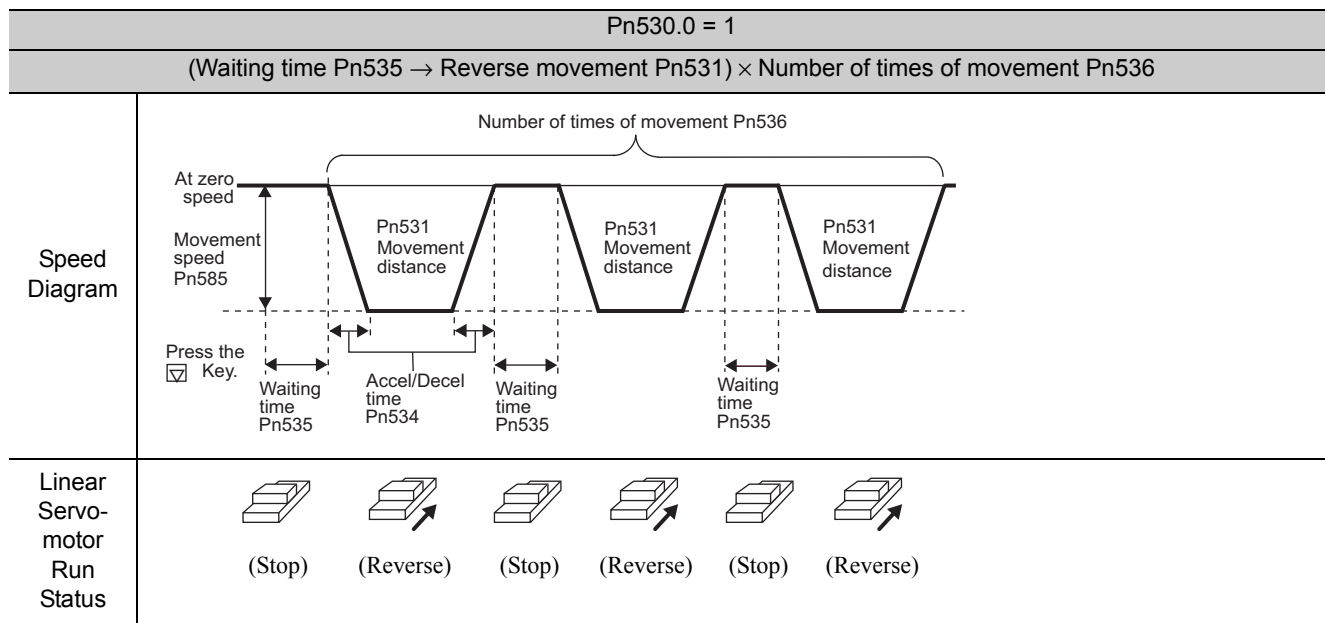 Pn530.0 = 1
(Waiting time Pn535 → Reverse movement Pn531) × Number of times of movement Pn536
Speed
Diagram
Number of times of movement Pn536
At zero
speed
Movement
speed
Pn585
Pn531
Movement
distance
Pn531
Movement
distance
Pn531
Movement
distance
Press the
Key.
Waiting
time
Pn535
Accel/Decel
time
Pn534
Waiting
time
Pn535
Waiting
time
Pn535
Linear
Servo-
motor
Run
Status
(Stop) (Reverse) (Stop) (Reverse) (Stop) (Reverse)